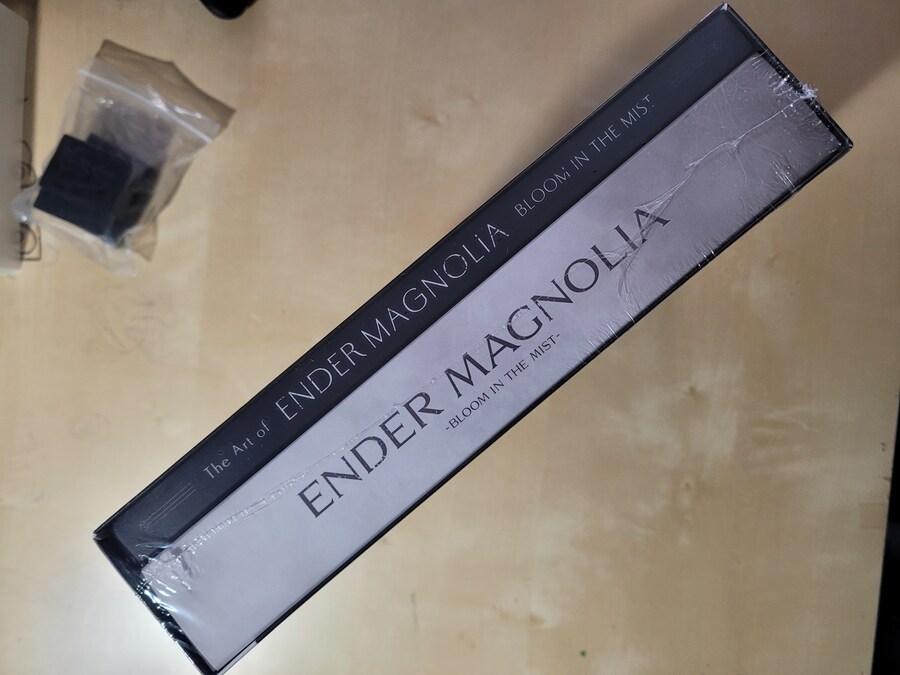 The Art of ENDER MAGNOLIA BLOOM IN THE MIST
ENDER MAGNOLIA
-BLOOM IN THE MIST-